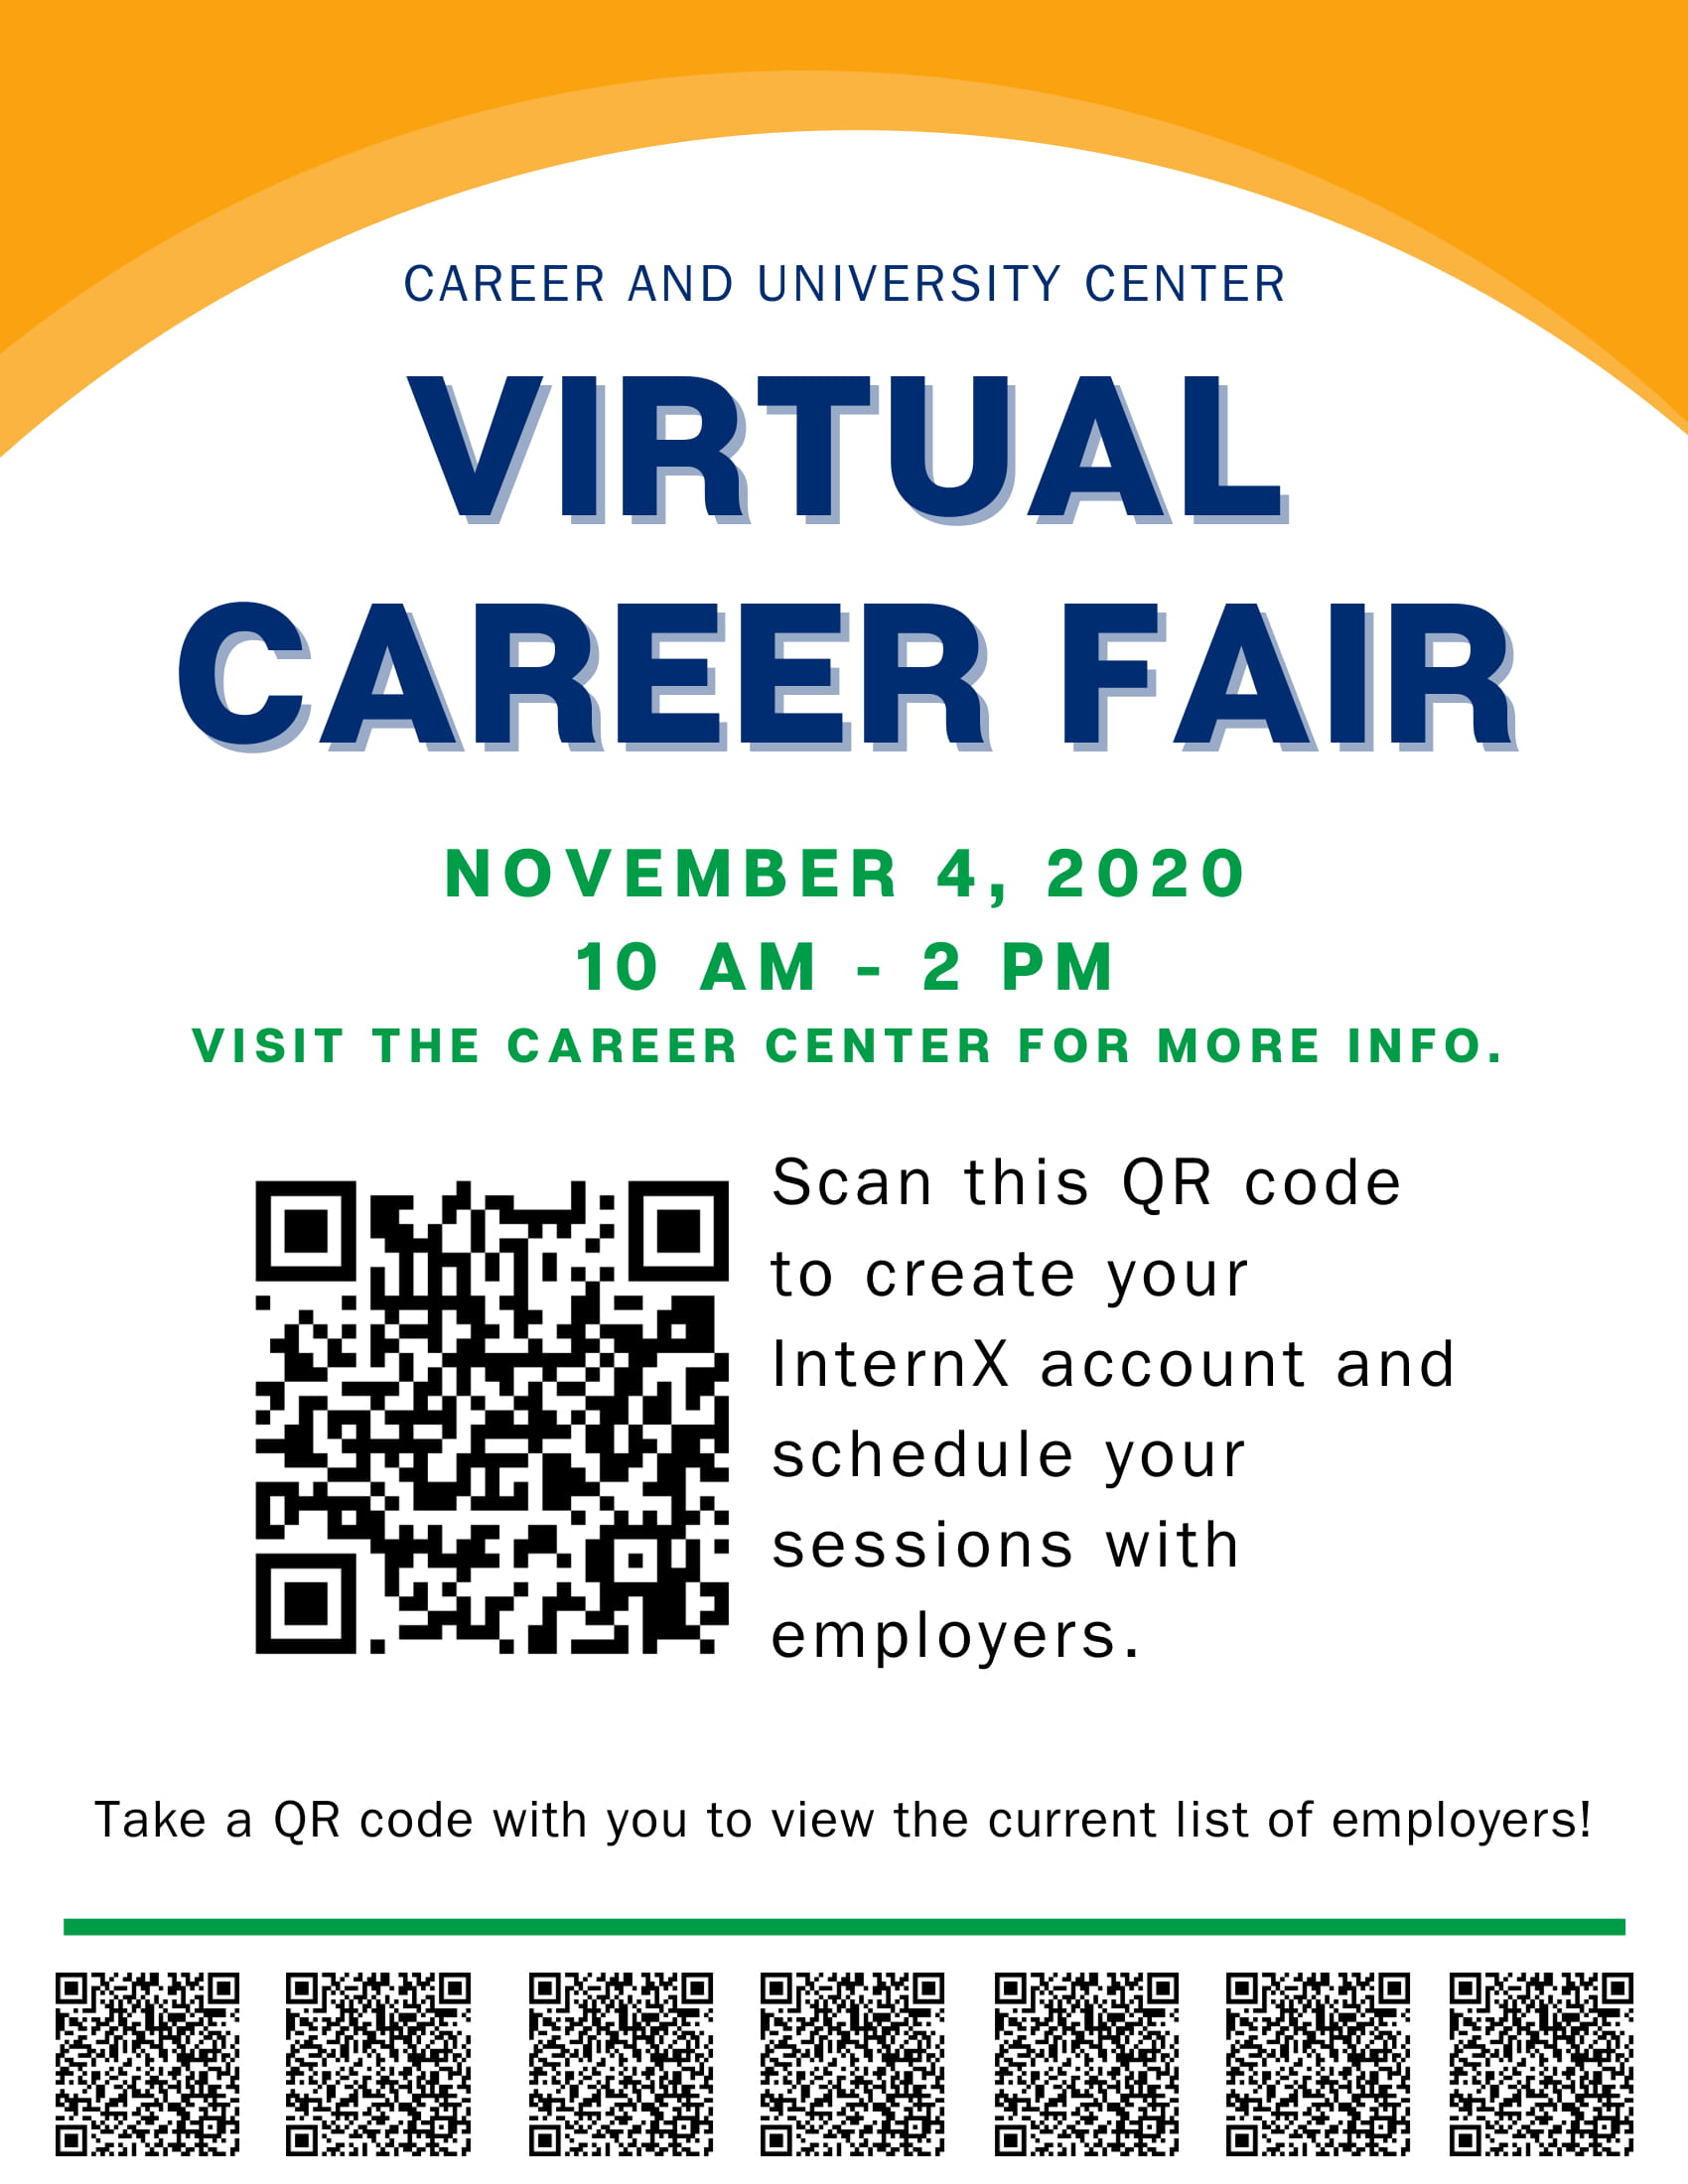 CAREER AND UNIVERSITY CENTER
VIRTUAL
CAREER FAIR
NOVEMBER 4, 2020
10 AM - 2 PM
VISIT THE CAREER CENTER FOR MORE INFO.
Scan this QR code
to create your
InternX account and
schedule your
sessions with
employers.
Take a QR code with you to view the current list of employers!